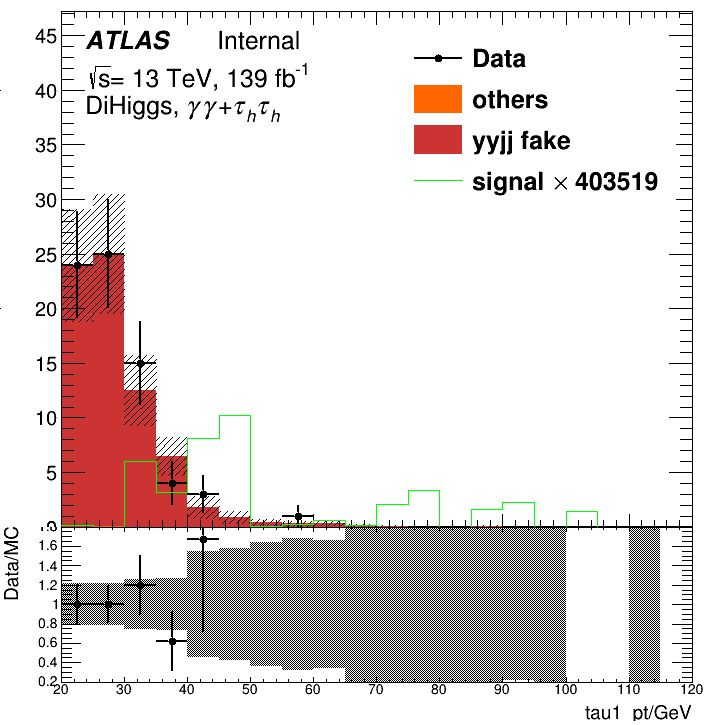 ATLAS Internal
√s= 13 TeV, 139 fb⁻¹
DiHiggs, γγ+τₕτₕ
Data
others
yyjj fake
signal × 403519
45
40
35
30
25
20
15
10
5
0
Data/MC
1.6
1.4
1.2
1
0.8
0.6
0.4
0.2
20 30 40 50 60 70 80 90 100 110 120
tau1_pt/GeV